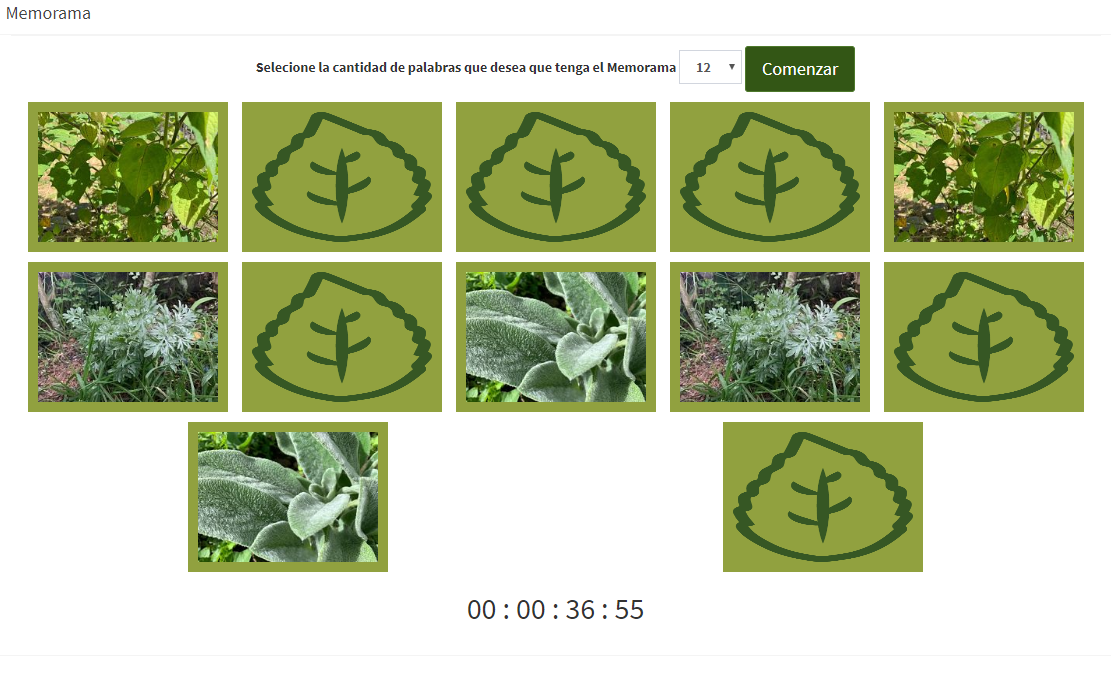 Memorama
Selecione la cantidad de palabras que desea que tenga el Memorama 12 Comenzar
00 : 00 : 36 : 55